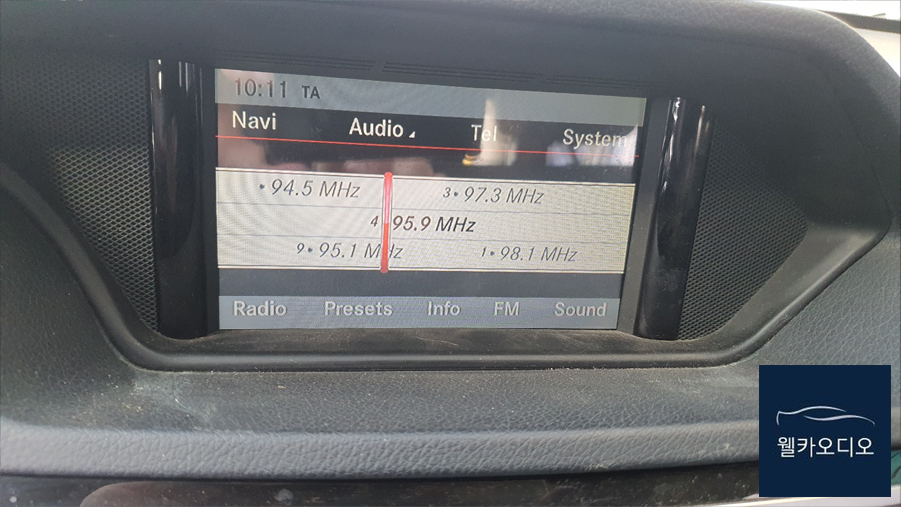 10:11 TA
Navi Audio Tel System
• 94.5 MHz 3• 97.3 MHz
4 95.9 MHz
9• 95.1 MHz 1• 98.1 MHz
Radio Presets Info FM Sound
웰카오디오